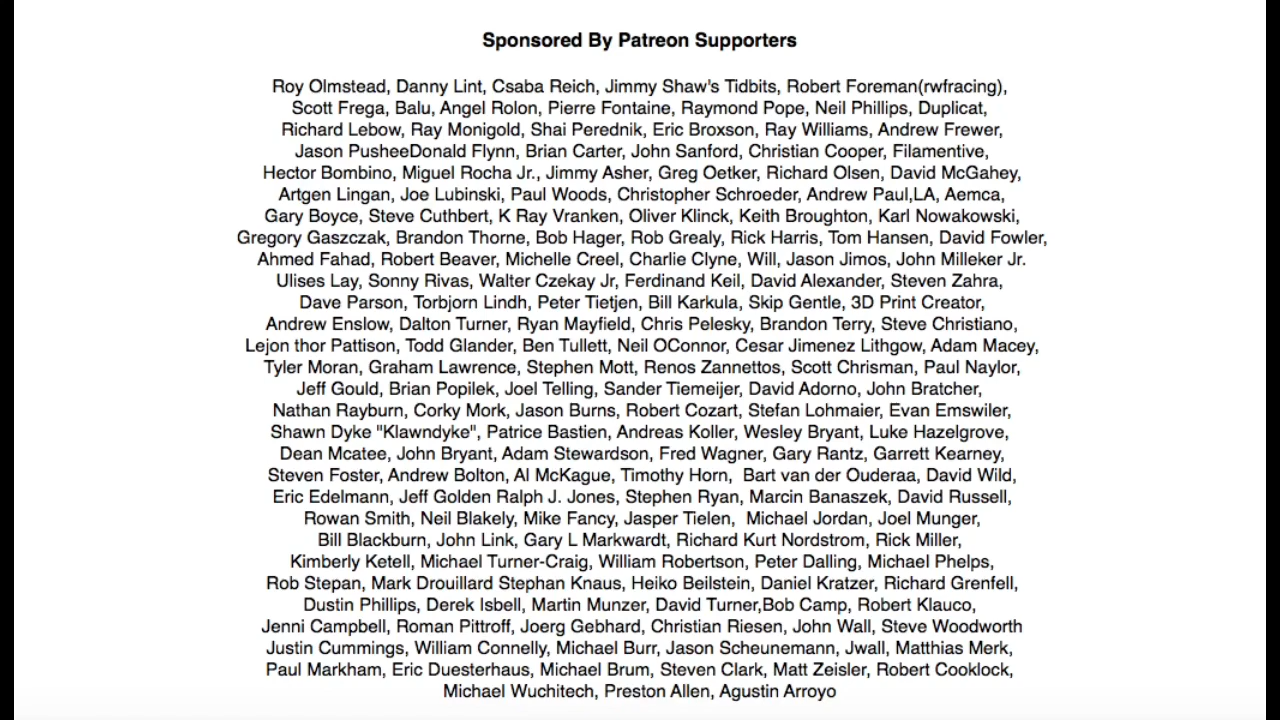 Sponsored By Patreon Supporters
Roy Olmstead, Danny Lint, Csaba Reich, Jimmy Shaw's Tidbits, Robert Foreman(rwfracing),
Scott Frega, Balu, Angel Rolon, Pierre Fontaine, Raymond Pope, Neil Phillips, Duplicat,
Richard Lebow, Ray Monigold, Shai Perednik, Eric Broxson, Ray Williams, Andrew Frewer,
Jason PusheeDonald Flynn, Brian Carter, John Sanford, Christian Cooper, Filamentive,
Hector Bombino, Miguel Rocha Jr., Jimmy Asher, Greg Oetker, Richard Olsen, David McGahey,
Artgen Lingan, Joe Lubinski, Paul Woods, Christopher Schroeder, Andrew Paul,LA, Aemca,
Gary Boyce, Steve Cuthbert, K Ray Vranken, Oliver Klinck, Keith Broughton, Karl Nowakowski,
Gregory Gaszczak, Brandon Thorne, Bob Hager, Rob Grealy, Rick Harris, Tom Hansen, David Fowler,
Ahmed Fahad, Robert Beaver, Michelle Creel, Charlie Clyne, Will, Jason Jimos, John Milleker Jr.
Ulises Lay, Sonny Rivas, Walter Czekay Jr, Ferdinand Keil, David Alexander, Steven Zahra,
Dave Parson, Torbjorn Lindh, Peter Tietjen, Bill Karkula, Skip Gentle, 3D Print Creator,
Andrew Enslow, Dalton Turner, Ryan Mayfield, Chris Pelesky, Brandon Terry, Steve Christiano,
Lejon thor Pattison, Todd Glander, Ben Tullett, Neil OConnor, Cesar Jimenez Lithgow, Adam Macey,
Tyler Moran, Graham Lawrence, Stephen Mott, Renos Zannettos, Scott Chrisman, Paul Naylor,
Jeff Gould, Brian Popilek, Joel Telling, Sander Tiemeijer, David Adorno, John Bratcher,
Nathan Rayburn, Corky Mork, Jason Burns, Robert Cozart, Stefan Lohmaier, Evan Emswiler,
Shawn Dyke "Klawndyke", Patrice Bastien, Andreas Koller, Wesley Bryant, Luke Hazelgrove,
Dean Mcatee, John Bryant, Adam Stewardson, Fred Wagner, Gary Rantz, Garrett Kearney,
Steven Foster, Andrew Bolton, Al McKague, Timothy Horn,  Bart van der Ouderaa, David Wild,
Eric Edelmann, Jeff Golden Ralph J. Jones, Stephen Ryan, Marcin Banaszek, David Russell,
Rowan Smith, Neil Blakely, Mike Fancy, Jasper Tielen,  Michael Jordan, Joel Munger,
Bill Blackburn, John Link, Gary L Markwardt, Richard Kurt Nordstrom, Rick Miller,
Kimberly Ketell, Michael Turner-Craig, William Robertson, Peter Dalling, Michael Phelps,
Rob Stepan, Mark Drouillard Stephan Knaus, Heiko Beilstein, Daniel Kratzer, Richard Grenfell,
Dustin Phillips, Derek Isbell, Martin Munzer, David Turner,Bob Camp, Robert Klauco,
Jenni Campbell, Roman Pittroff, Joerg Gebhard, Christian Riesen, John Wall, Steve Woodworth
Justin Cummings, William Connelly, Michael Burr, Jason Scheunemann, Jwall, Matthias Merk,
Paul Markham, Eric Duesterhaus, Michael Brum, Steven Clark, Matt Zeisler, Robert Cooklock,
Michael Wuchitech, Preston Allen, Agustin Arroyo